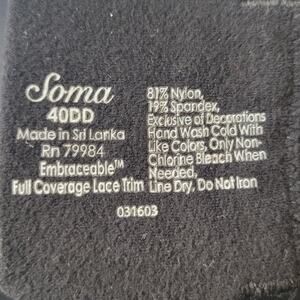 Soma
40DD
Made in Sri Lanka
Rn 79984
Embraceable™
Full Coverage Lace Trim
031603
81% Nylon,
19% Spandex,
Exclusive of Decorations
Hand Wash Cold With
Like Colors, Only Non-
Chlorine Bleach When
Needed,
Line Dry, Do Not Iron